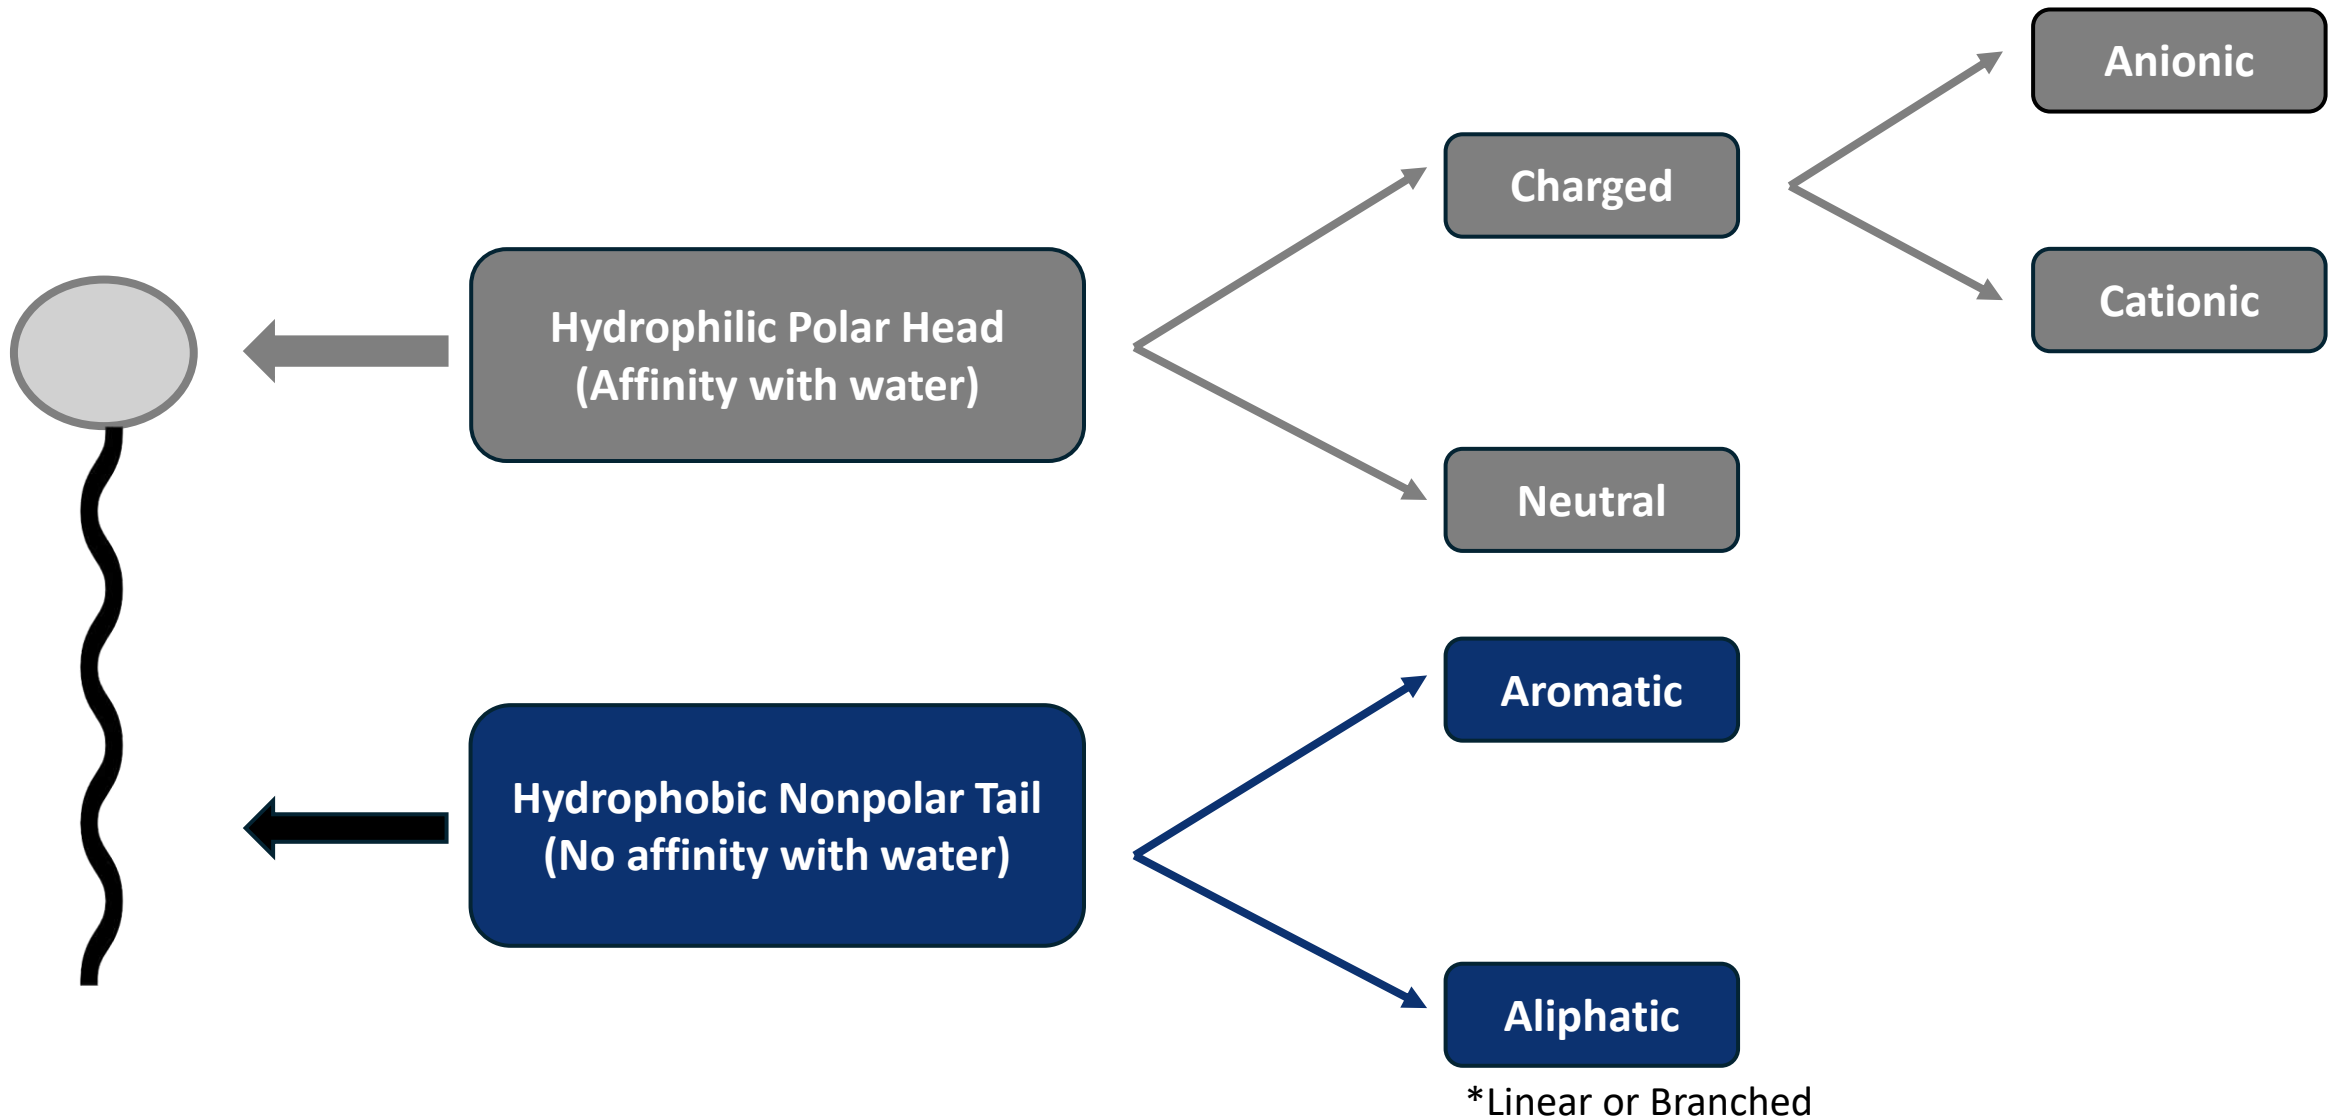 Anionic
Charged
Cationic
Hydrophilic Polar Head
(Affinity with water)
Neutral
Aromatic
Hydrophobic Nonpolar Tail
(No affinity with water)
Aliphatic
*Linear or Branched